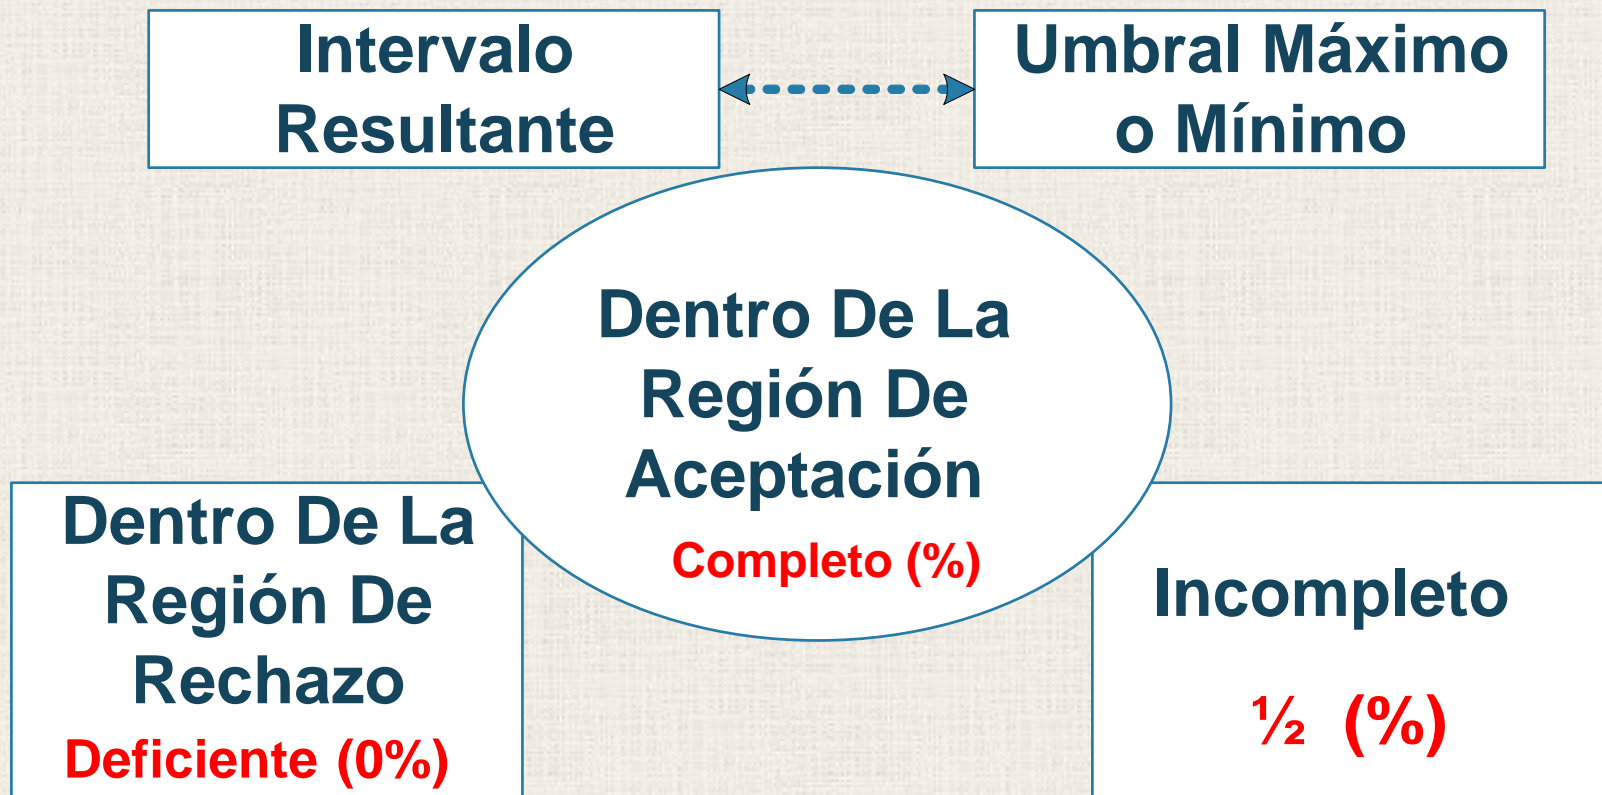 Intervalo
Resultante
Umbral Máximo
o Mínimo
Dentro De La
Región De
Aceptación
Completo (%)
Dentro De La
Región De
Rechazo
Deficiente (0%)
Incompleto
½ (%)